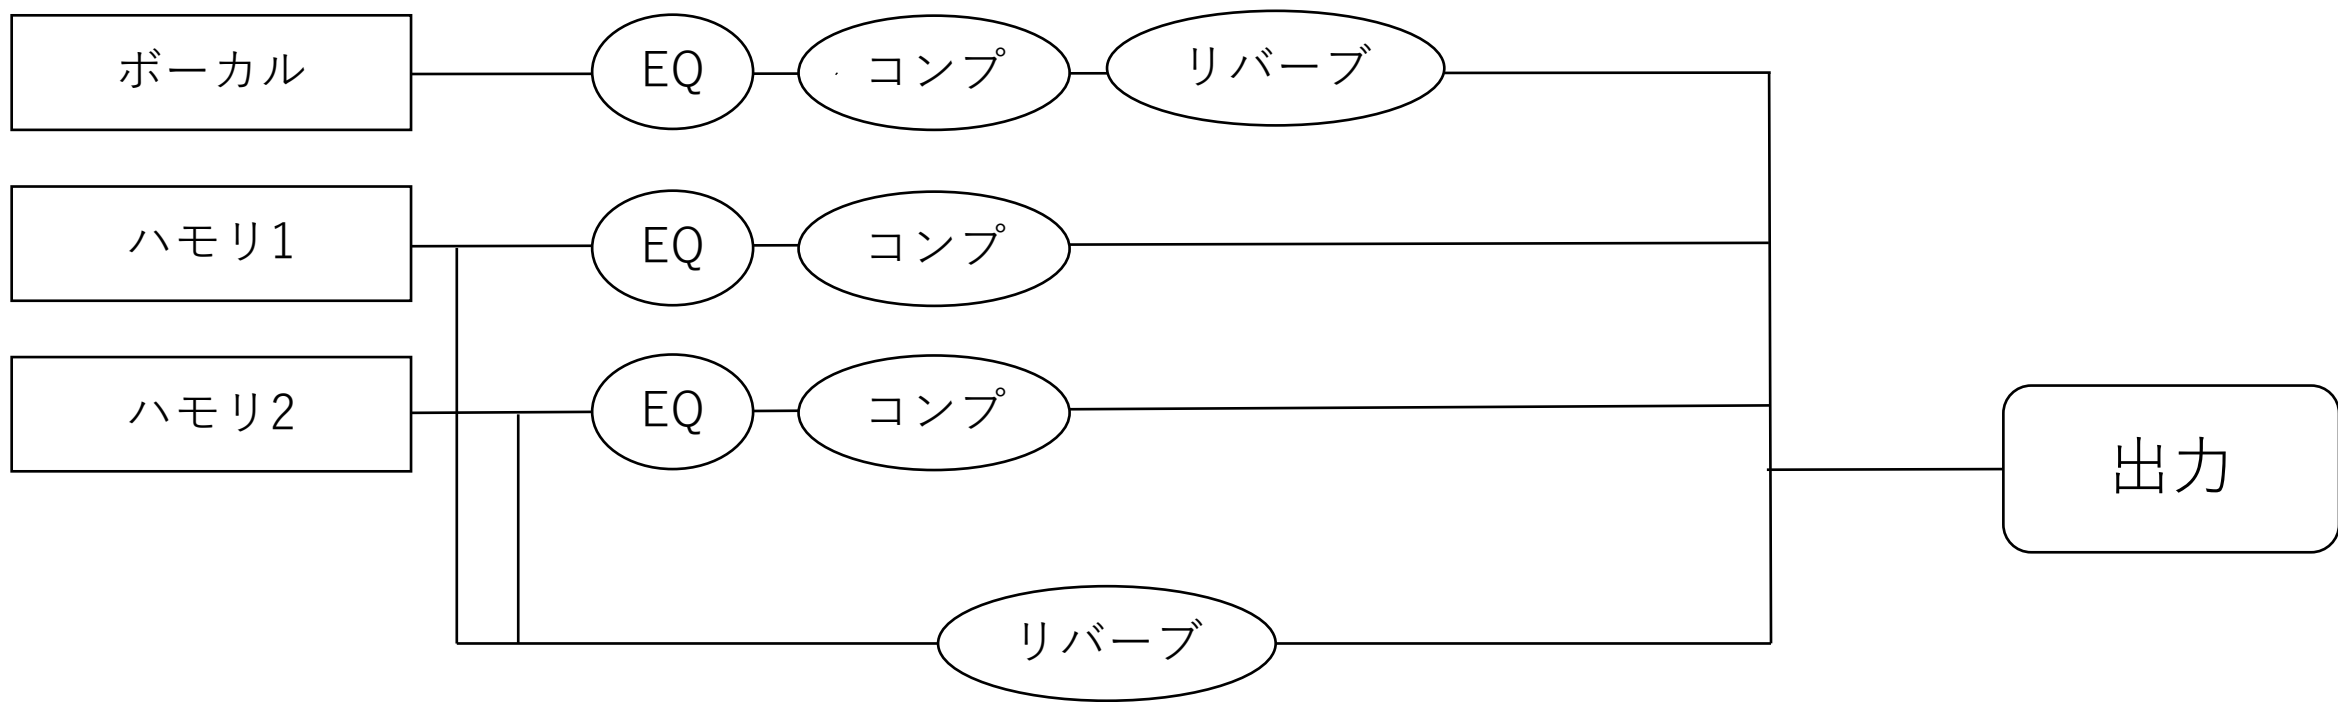 ボーカル
EQ
コンプ
リバーブ
ハモリ1
EQ
コンプ
ハモリ2
EQ
コンプ
出力
リバーブ